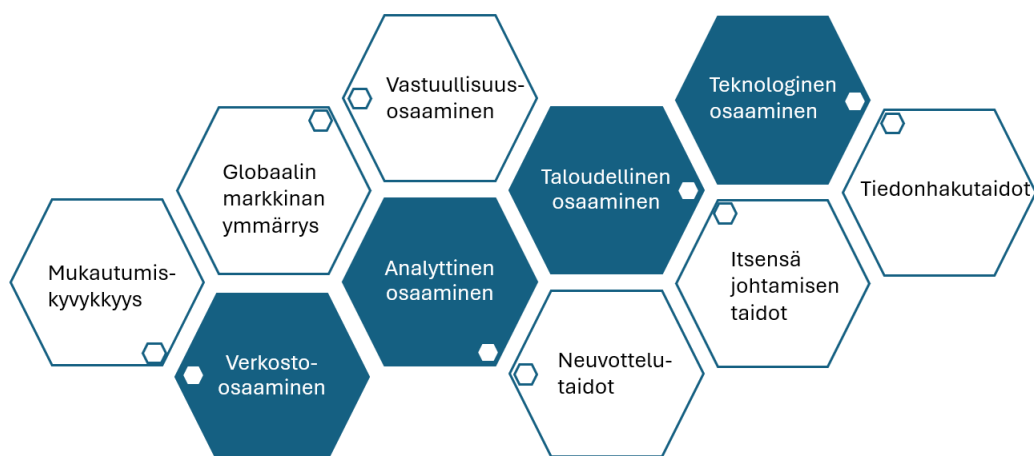 Vastuullisuus-
osaaminen
Teknologinen
osaaminen
Globaalin
markkinan
ymmärrys
Taloudellinen
osaaminen
Tiedonhakutaidot
Mukautumis-
kyvykkyys
Analyttinen
osaaminen
Itsensä
johtamisen
taidot
Verkosto-
osaaminen
Neuvottelu-
taidot